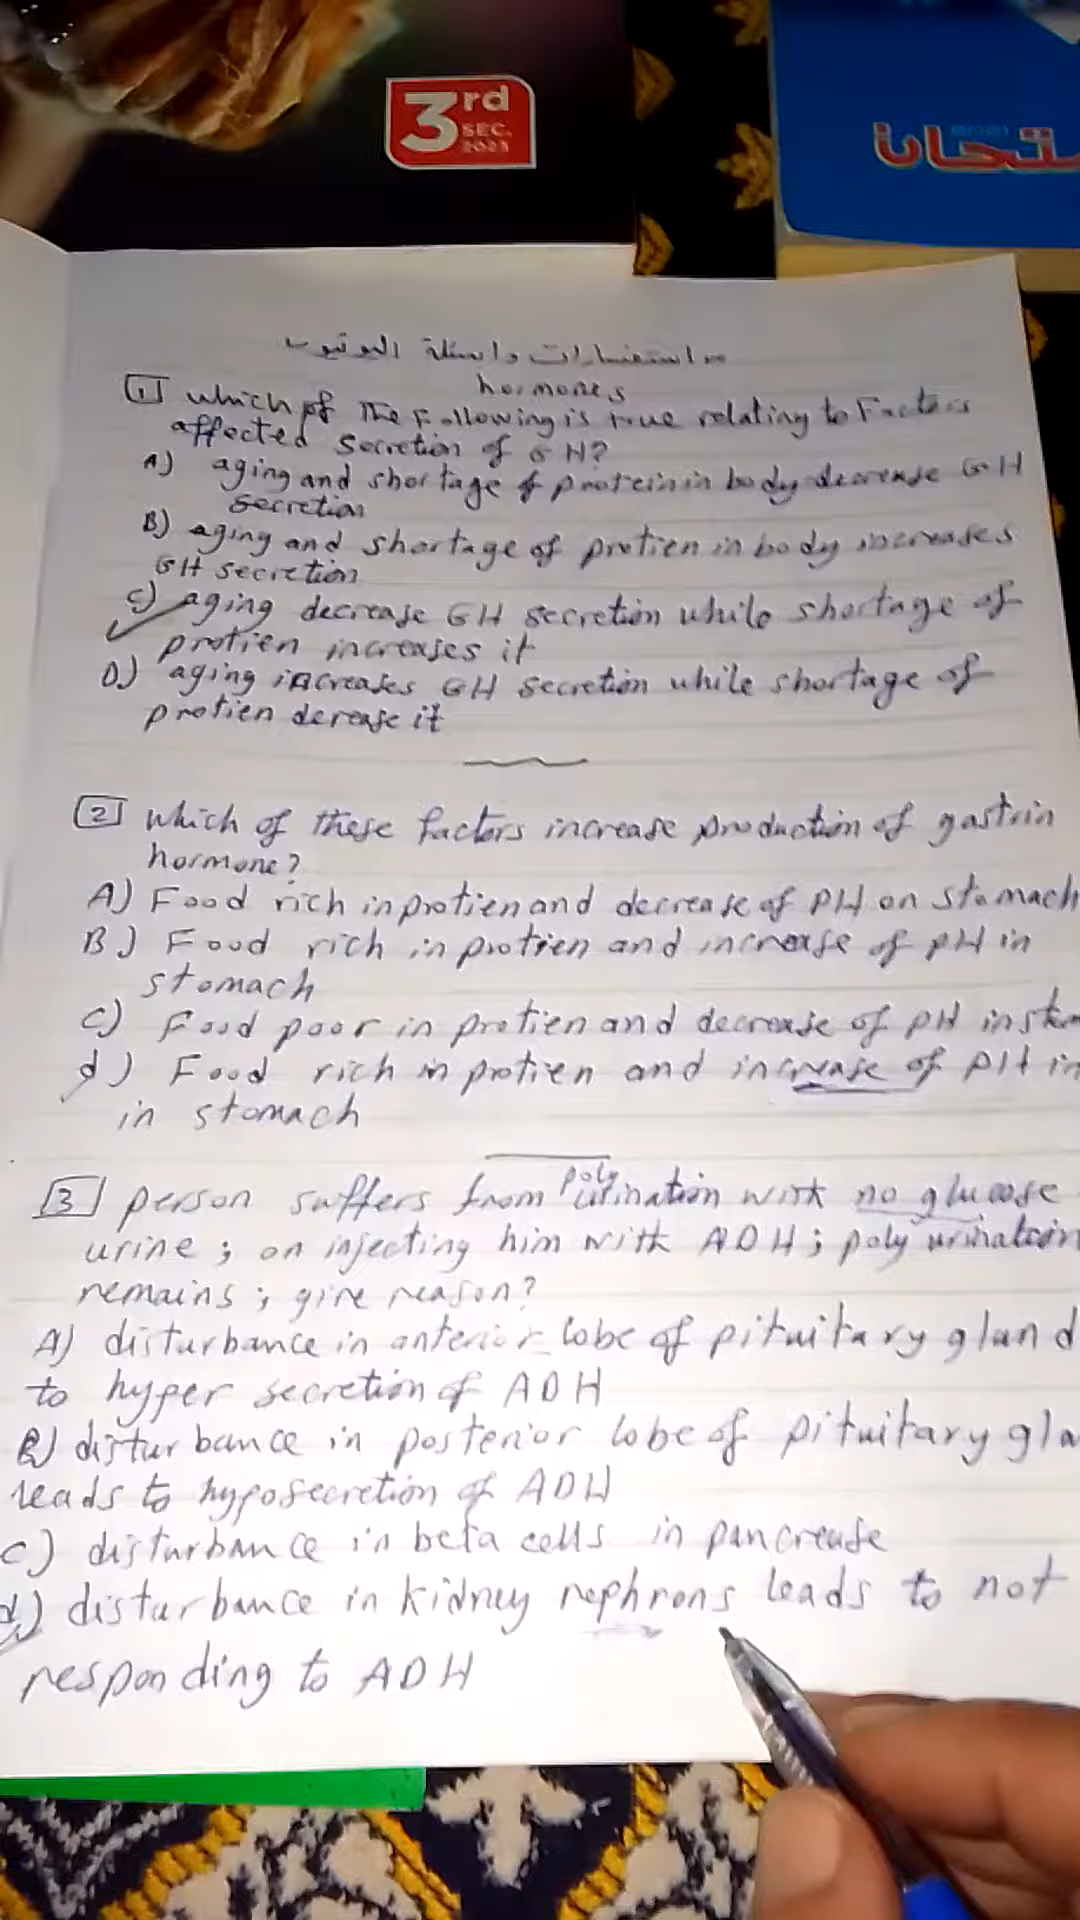 3rd
SEC.
2023
متحان
استفسارات واسئلة اليوتيوب
hormones
1 which of The Following is true relating to Factors
affected secretion of GH?
A) aging and shortage of protein in body decrease GH
secretion
B) aging and shortage of protien in body increases
GH secretion
C) aging decrease GH secretion while shortage of
protien increases it
D) aging increases GH secretion while shortage of
protien derease it
2 which of these factors increase production of gastrin
hormone?
A) Food rich in protien and decrease of PH on stomach
B) Food rich in protien and increase of pH in
stomach
C) Food poor in protien and decrease of pH in stom
d) Food rich in protien and increase of pH in
in stomach
3 person suffers from poly urination with no glucose
urine ; on injecting him with ADH ; poly urination
remains ; give reason?
A) disturbance in anterior lobe of pituitary gland
to hyper secretion of ADH
B) disturbance in posterior lobe of pituitary gla
leads to hyposecretion of ADH
C) disturbance in beta cells in pancrease
d) disturbance in kidney nephrons leads to not
responding to ADH